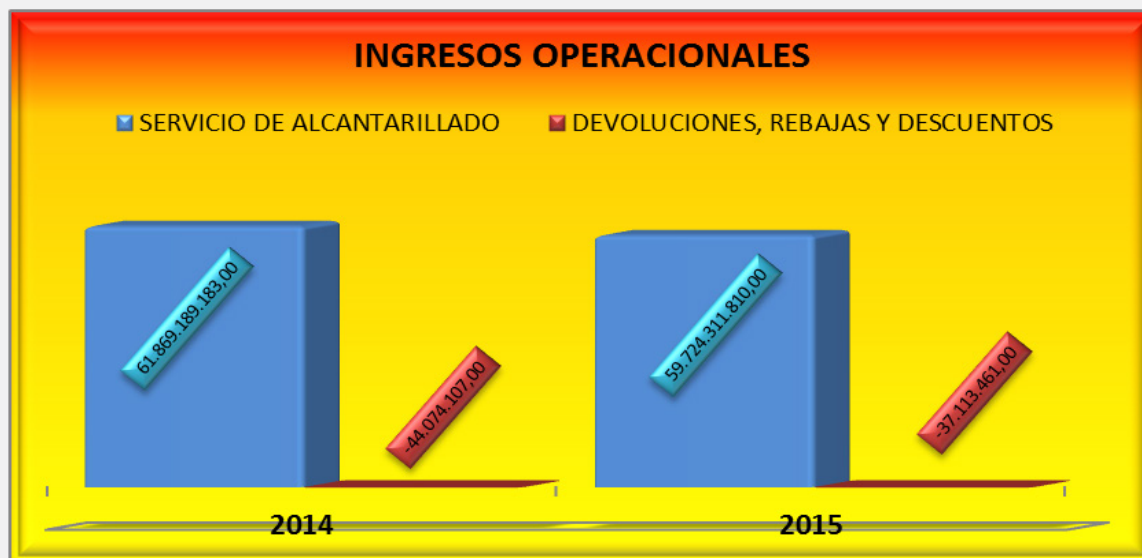 INGRESOS OPERACIONALES
SERVICIO DE ALCANTARILLADO
DEVOLUCIONES, REBAJAS Y DESCUENTOS
61.869.189.183,00
-44.074.107,00
59.724.311.810,00
-37.113.461,00
2014
2015